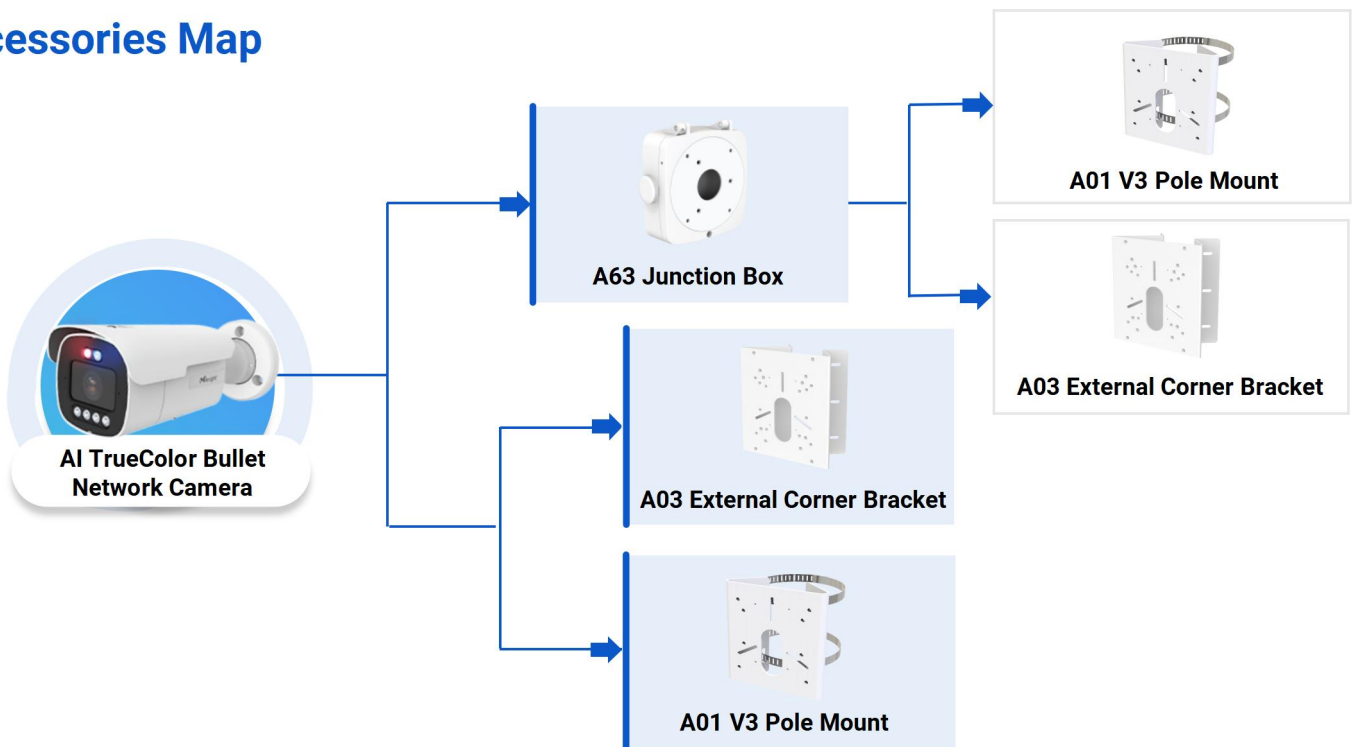 cessories Map
A63 Junction Box
A01 V3 Pole Mount
A03 External Corner Bracket
AI TrueColor Bullet
Network Camera
A03 External Corner Bracket
A01 V3 Pole Mount
Milesight